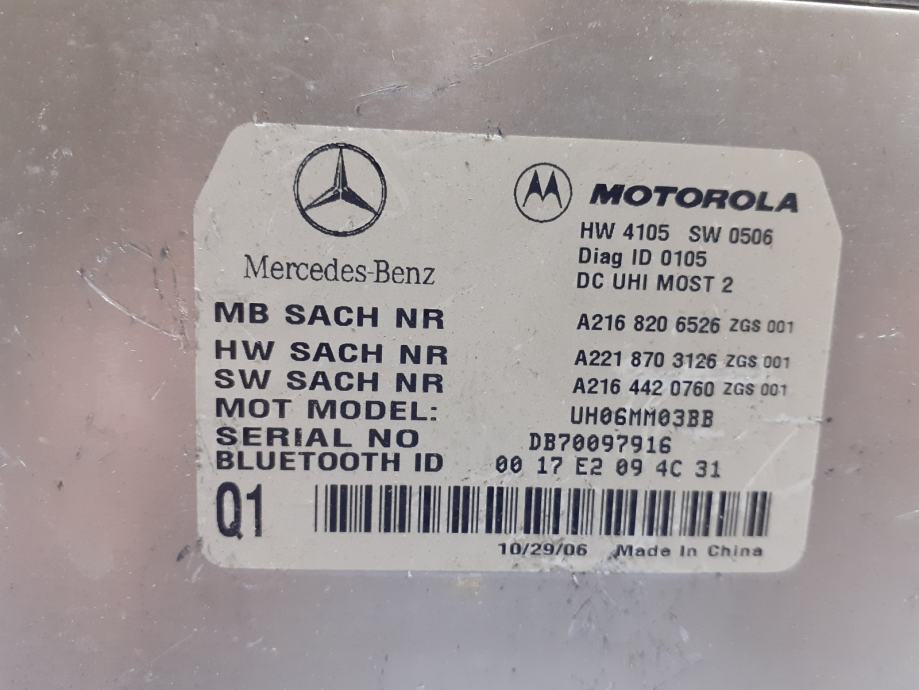 Mercedes-Benz
MOTOROLA
HW 4105 SW 0506
Diag ID 0105
DC UHI MOST 2
MB SACH NR A216 820 6526 ZGS 001
HW SACH NR A221 870 3126 ZGS 001
SW SACH NR A216 442 0760 ZGS 001
MOT MODEL: UH06MM03BB
SERIAL NO DB70097916
BLUETOOTH ID 00 17 E2 09 4C 31
Q1
10/29/06 Made In China